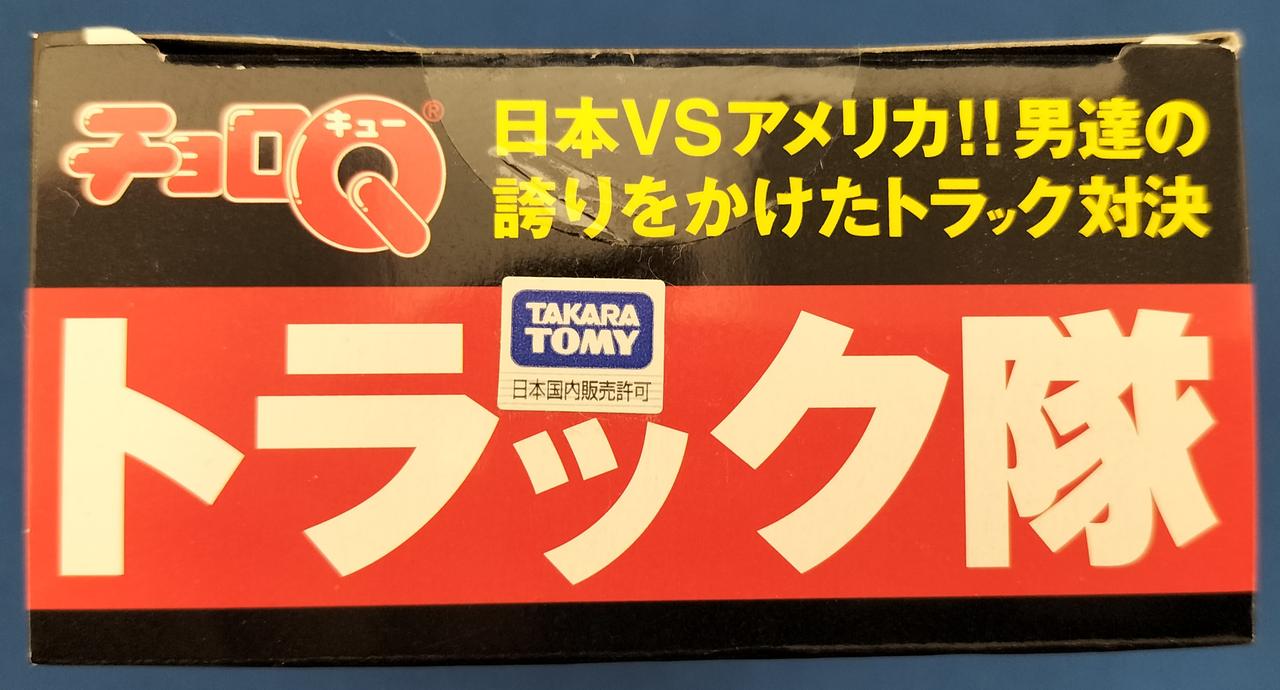 チョロQ
キュー
®
日本VSアメリカ!!男達の
誇りをかけたトラック対決
TAKARA
TOMY
日本国内販売許可
トラック隊